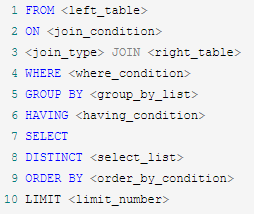 1 FROM <left_table>
2 ON <join_condition>
3 <join_type> JOIN <right_table>
4 WHERE <where_condition>
5 GROUP BY <group_by_list>
6 HAVING <having_condition>
7 SELECT
8 DISTINCT <select_list>
9 ORDER BY <order_by_condition>
10 LIMIT <limit_number>